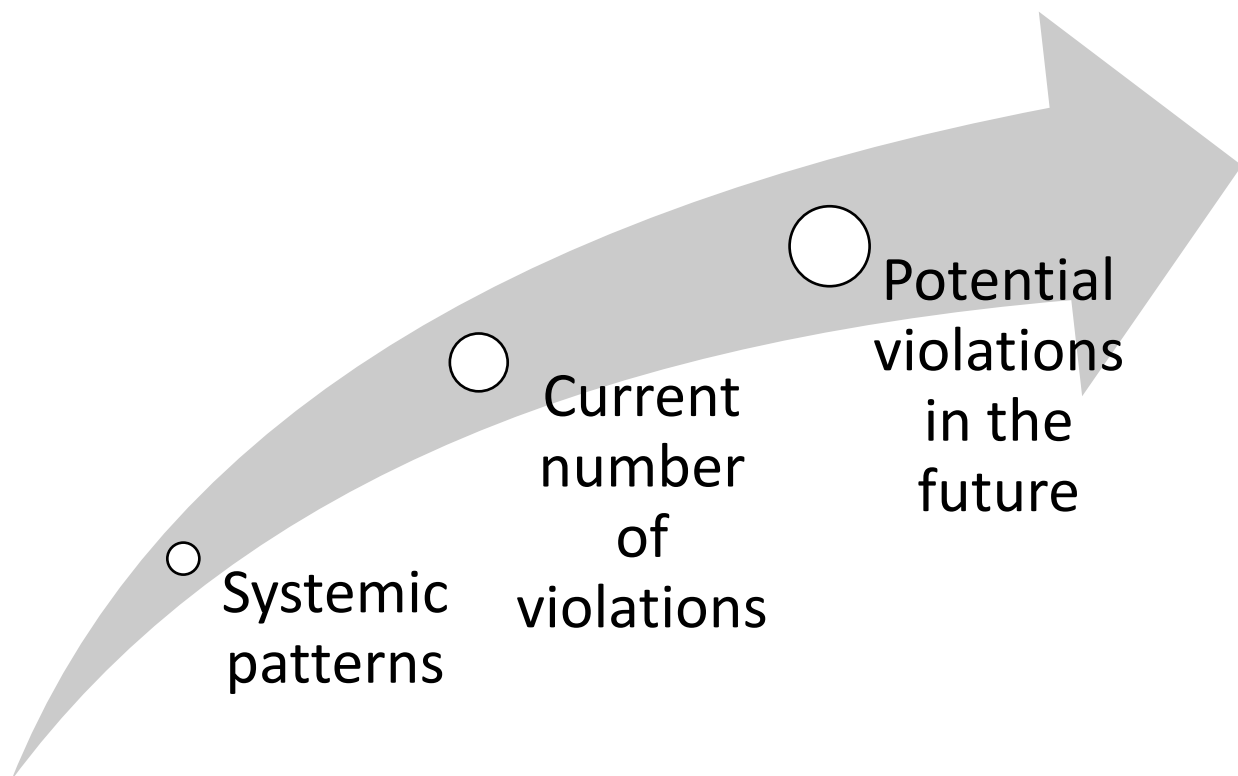 Systemic
patterns
Current
number
of
violations
Potential
violations
in the
future